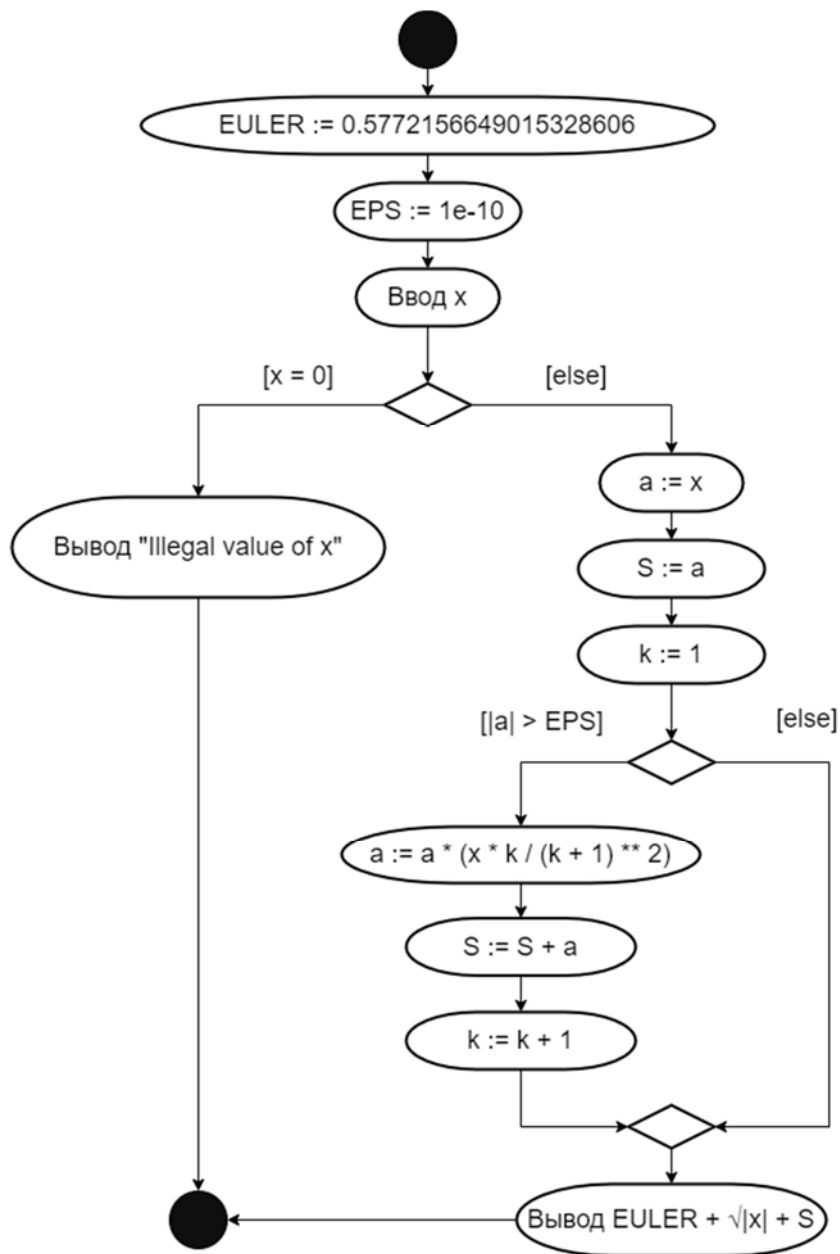 EULER := 0.5772156649015328606
EPS := 1e-10
Ввод x
[x = 0]
[else]
Вывод "Illegal value of x"
a := x
S := a
k := 1
[|a| > EPS]
[else]
a := a * (x * k / (k + 1) ** 2)
S := S + a
k := k + 1
Вывод EULER + √|x| + S